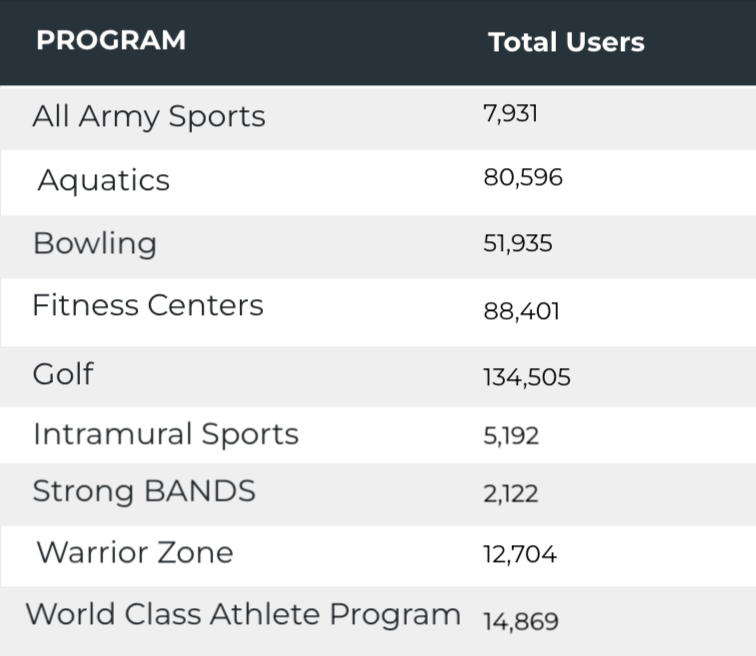 PROGRAM Total Users
All Army Sports 7,931
Aquatics 80,596
Bowling 51,935
Fitness Centers 88,401
Golf 134,505
Intramural Sports 5,192
Strong BANDS 2,122
Warrior Zone 12,704
World Class Athlete Program 14,869